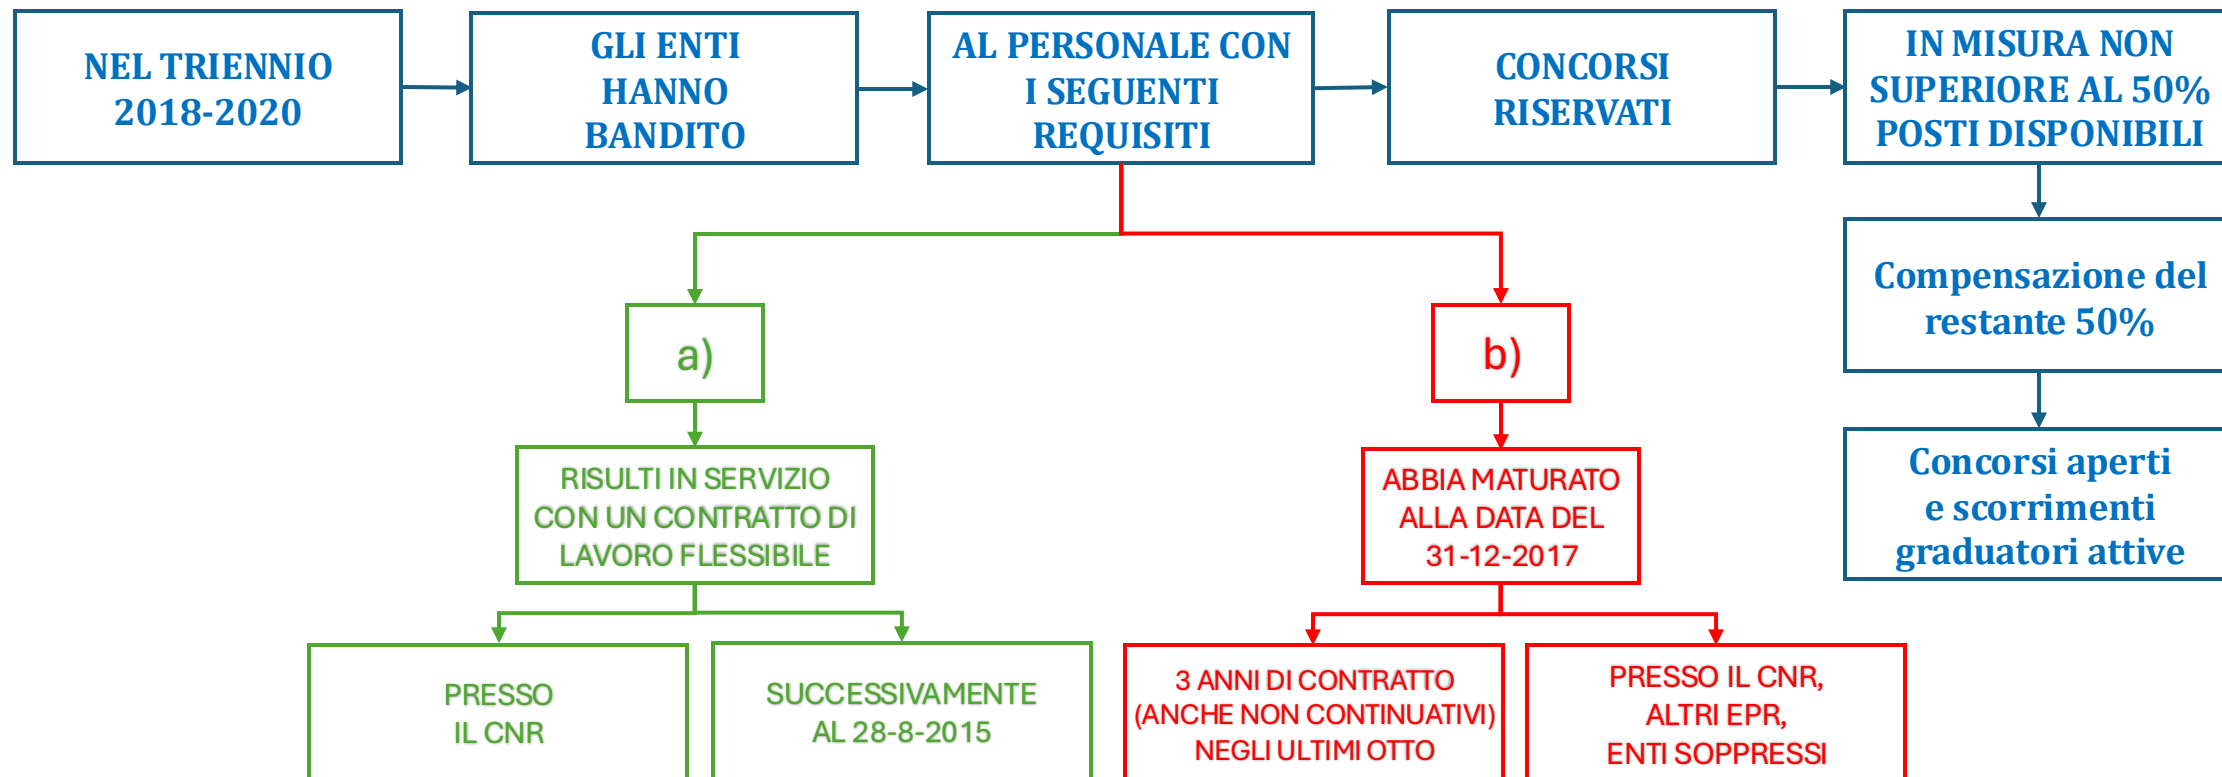 NEL TRIENNIO
2018-2020
GLI ENTI
HANNO
BANDITO
AL PERSONALE CON
I SEGUENTI
REQUISITI
CONCORSI
RISERVATI
IN MISURA NON
SUPERIORE AL 50%
POSTI DISPONIBILI
Compensazione del
restante 50%
Concorsi aperti
e scorrimenti
graduatori attive
a)
RISULTI IN SERVIZIO
CON UN CONTRATTO DI
LAVORO FLESSIBILE
PRESSO
IL CNR
SUCCESSIVAMENTE
AL 28-8-2015
b)
ABBIA MATURATO
ALLA DATA DEL
31-12-2017
3 ANNI DI CONTRATTO
(ANCHE NON CONTINUATIVI)
NEGLI ULTIMI OTTO
PRESSO IL CNR,
ALTRI EPR,
ENTI SOPPRESSI